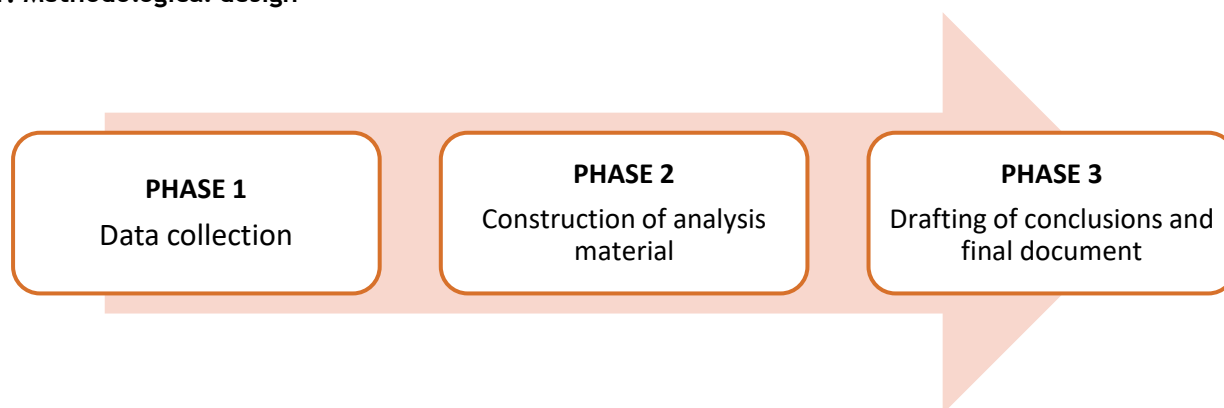 Methodological design
PHASE 1
Data collection
PHASE 2
Construction of analysis
material
PHASE 3
Drafting of conclusions and
final document